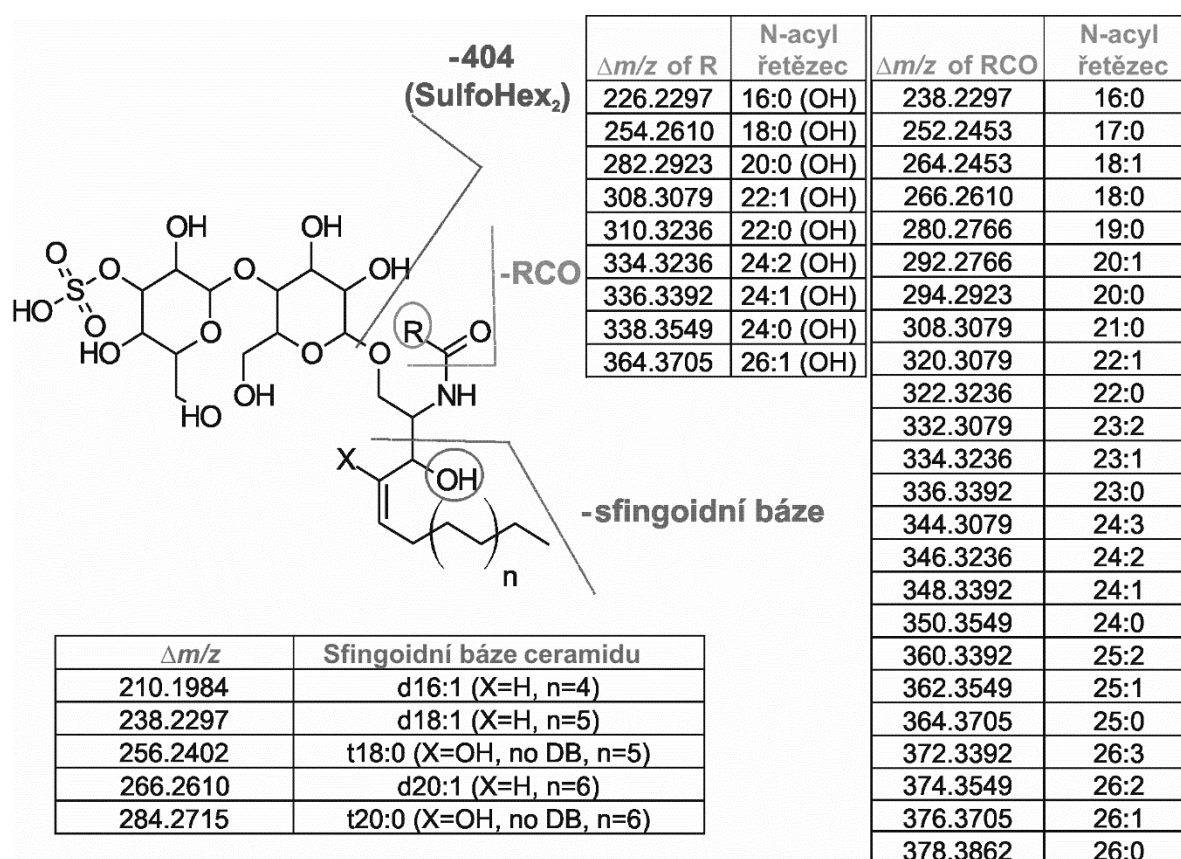 -404
(SulfoHex₂)
-RCO
-sfingoidní báze
OH
OH
OH
OH
O
O
O
S
HO
O
HO
O
HO
OH
O
O
O
R
O
NH
X
OH
n
Δm/z of R N-acyl řetězec
226.2297 16:0 (OH)
254.2610 18:0 (OH)
282.2923 20:0 (OH)
308.3079 22:1 (OH)
310.3236 22:0 (OH)
334.3236 24:2 (OH)
336.3392 24:1 (OH)
338.3549 24:0 (OH)
364.3705 26:1 (OH)
Δm/z of RCO N-acyl řetězec
238.2297 16:0
252.2453 17:0
264.2453 18:1
266.2610 18:0
280.2766 19:0
292.2766 20:1
294.2923 20:0
308.3079 21:0
320.3079 22:1
322.3236 22:0
332.3079 23:2
334.3236 23:1
336.3392 23:0
344.3079 24:3
346.3236 24:2
348.3392 24:1
350.3549 24:0
360.3392 25:2
362.3549 25:1
364.3705 25:0
372.3392 26:3
374.3549 26:2
376.3705 26:1
378.3862 26:0
Δm/z Sfingoidní báze ceramidu
210.1984 d16:1 (X=H, n=4)
238.2297 d18:1 (X=H, n=5)
256.2402 t18:0 (X=OH, no DB, n=5)
266.2610 d20:1 (X=H, n=6)
284.2715 t20:0 (X=OH, no DB, n=6)